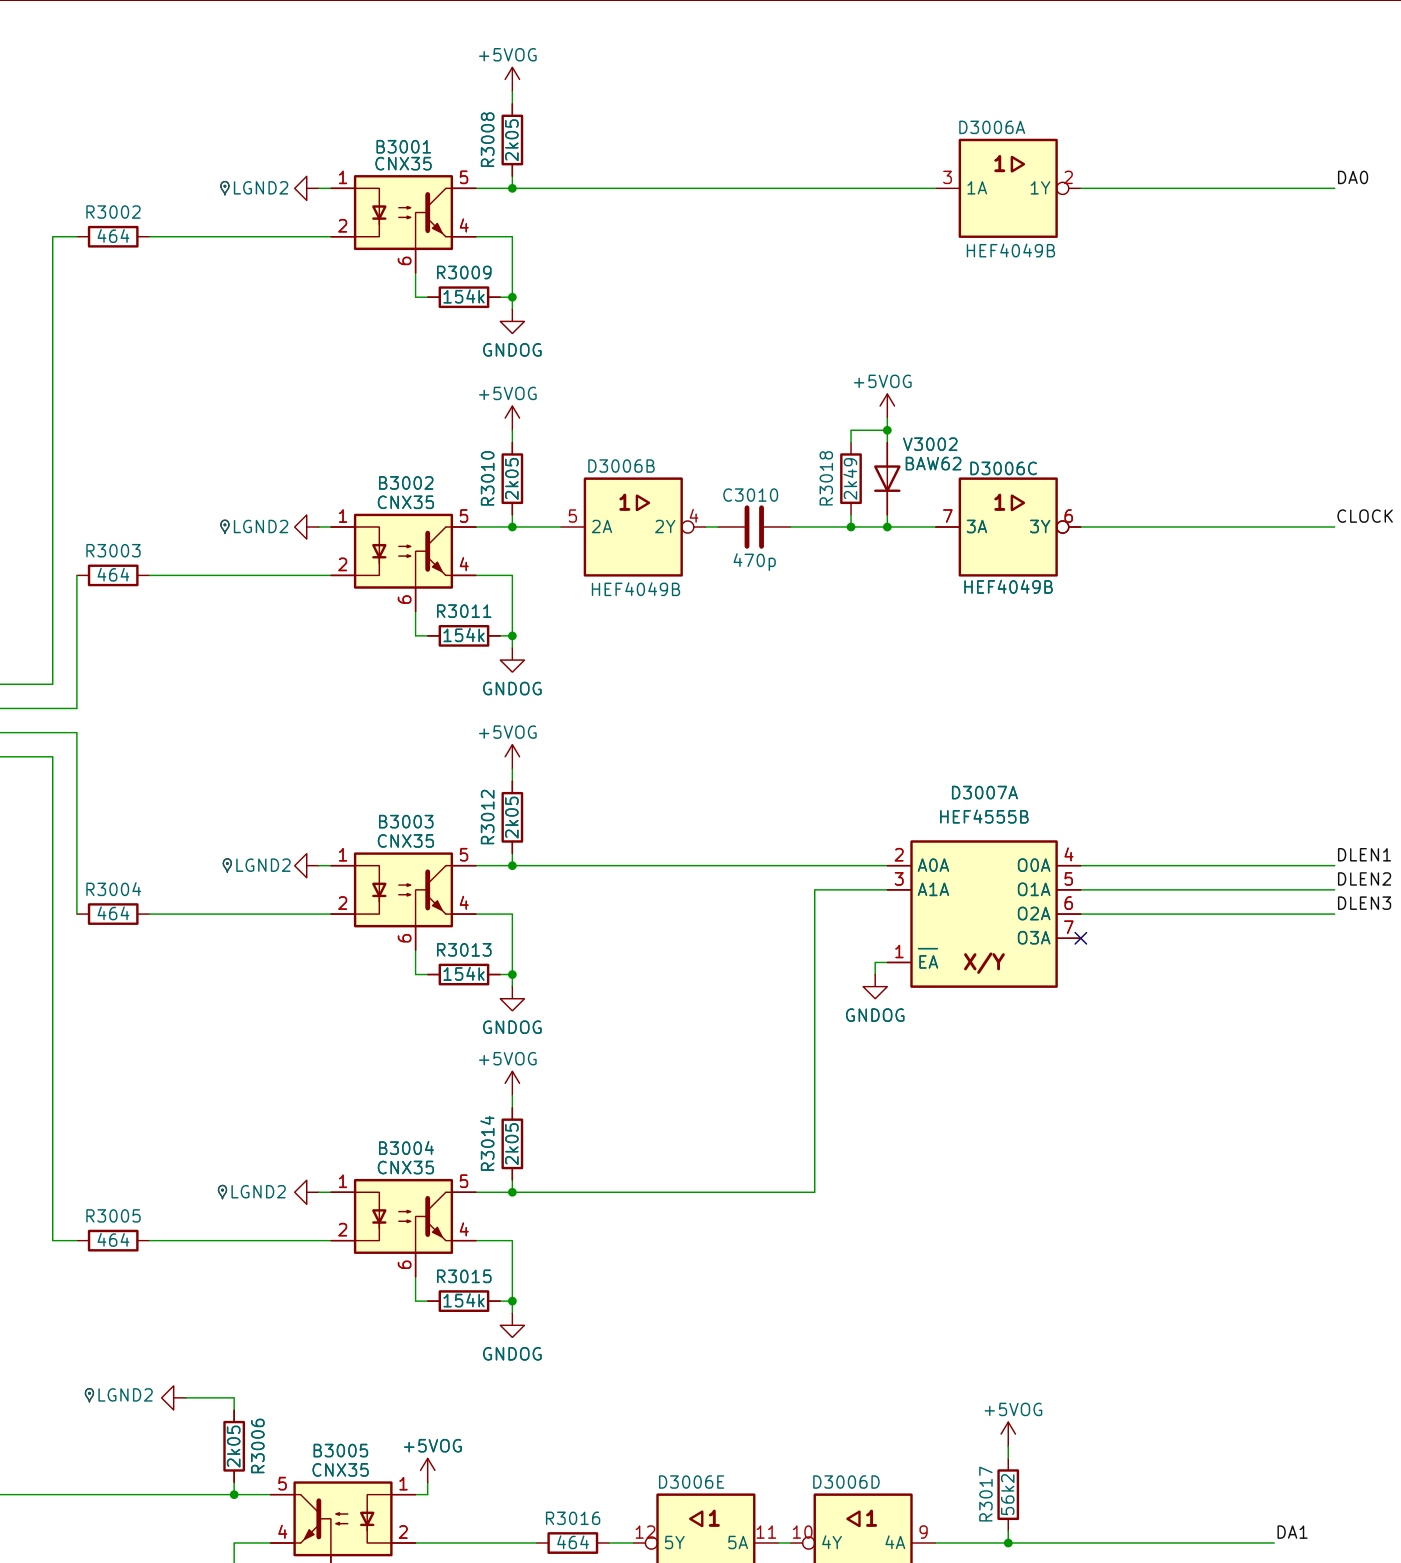 +5VOG
R3008
2k05
B3001
CNX35
LGND2
1
5
2
4
6
R3002
464
R3009
154k
GNDOG
D3006A
1
3
1A
1Y
2
HEF4049B
DA0
+5VOG
R3010
2k05
B3002
CNX35
LGND2
1
5
2
4
6
R3003
464
R3011
154k
GNDOG
D3006B
1
5
2A
2Y
4
HEF4049B
C3010
470p
+5VOG
R3018
2k49
V3002
BAW62
D3006C
1
7
3A
3Y
6
HEF4049B
CLOCK
+5VOG
R3012
2k05
B3003
CNX35
LGND2
1
5
2
4
6
R3004
464
R3013
154k
GNDOG
D3007A
HEF4555B
2
A0A
O0A
4
DLEN1
3
A1A
O1A
5
DLEN2
O2A
6
DLEN3
O3A
7
1
EA
X/Y
GNDOG
+5VOG
R3014
2k05
B3004
CNX35
LGND2
1
5
2
4
6
R3005
464
R3015
154k
GNDOG
LGND2
2k05
R3006
B3005
CNX35
+5VOG
5
1
4
2
R3016
464
D3006E
1
12
5Y
5A
11
D3006D
1
10
4Y
4A
9
+5VOG
R3017
56k2
DA1